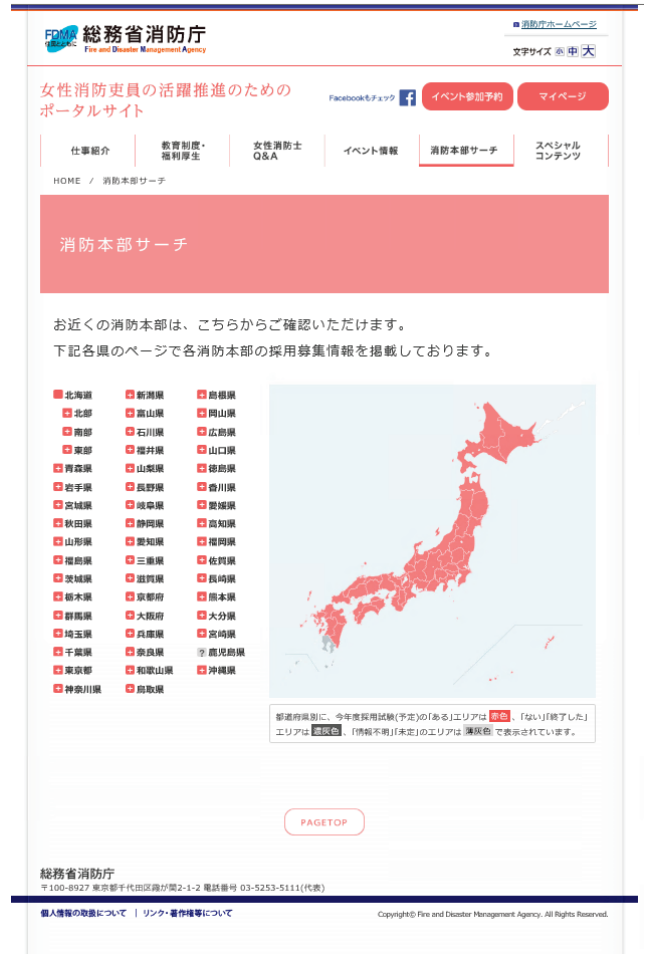 FDMA
住民とともに
総務省消防庁
Fire and Disaster Management Agency
消防庁ホームページ
文字サイズ 小 中 大
女性消防吏員の活躍推進のための
ポータルサイト
Facebookもチェック
イベント参加予約
マイページ
仕事紹介
教育制度・
福利厚生
女性消防士
Q&A
イベント情報
消防本部サーチ
スペシャル
コンテンツ
HOME / 消防本部サーチ
消防本部サーチ
お近くの消防本部は、こちらからご確認いただけます。
下記各県のページで各消防本部の採用募集情報を掲載しております。
北海道
北部
南部
東部
青森県
岩手県
宮城県
秋田県
山形県
福島県
茨城県
栃木県
群馬県
埼玉県
千葉県
東京都
神奈川県
新潟県
富山県
石川県
福井県
山梨県
長野県
岐阜県
静岡県
愛知県
三重県
滋賀県
京都府
大阪府
兵庫県
奈良県
和歌山県
鳥取県
島根県
岡山県
広島県
山口県
徳島県
香川県
愛媛県
高知県
福岡県
佐賀県
長崎県
熊本県
大分県
宮崎県
? 鹿児島県
沖縄県
都道府県別に、今年度採用試験(予定)の「ある」エリアは 赤色 、「ない」「終了した」
エリアは 濃灰色 、「情報不明」「未定」のエリアは 薄灰色 で表示されています。
PAGETOP
総務省消防庁
〒100-8927 東京都千代田区霞が関2-1-2 電話番号 03-5253-5111(代表)
個人情報の取扱について | リンク・著作権等について
Copyright© Fire and Disaster Management Agency. All Rights Reserved.